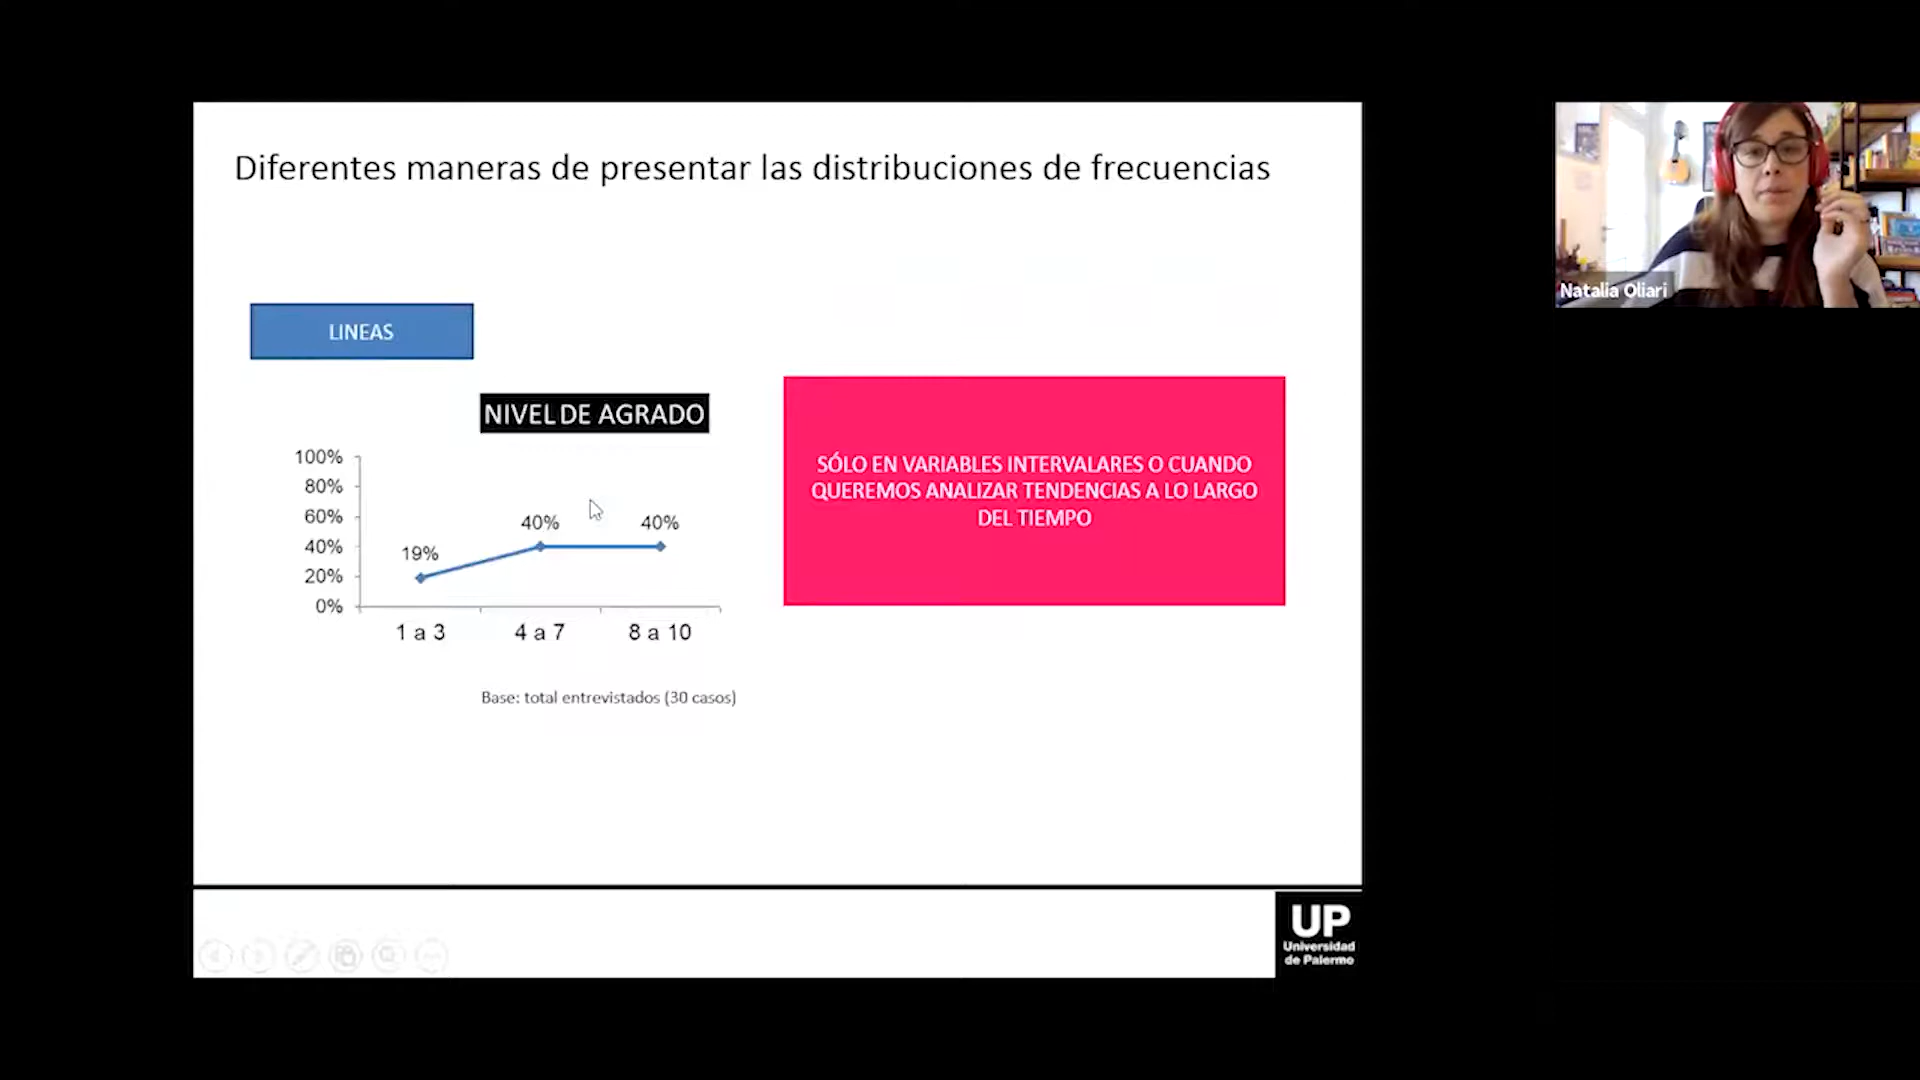 Diferentes maneras de presentar las distribuciones de frecuencias
LINEAS
NIVEL DE AGRADO
100%
80%
60%
40%
20%
0%
19%
40%
40%
1 a 3
4 a 7
8 a 10
Base: total entrevistados (30 casos)
SÓLO EN VARIABLES INTERVALARES O CUANDO
QUEREMOS ANALIZAR TENDENCIAS A LO LARGO
DEL TIEMPO
UP
Universidad
de Palermo
Natalia Oliari